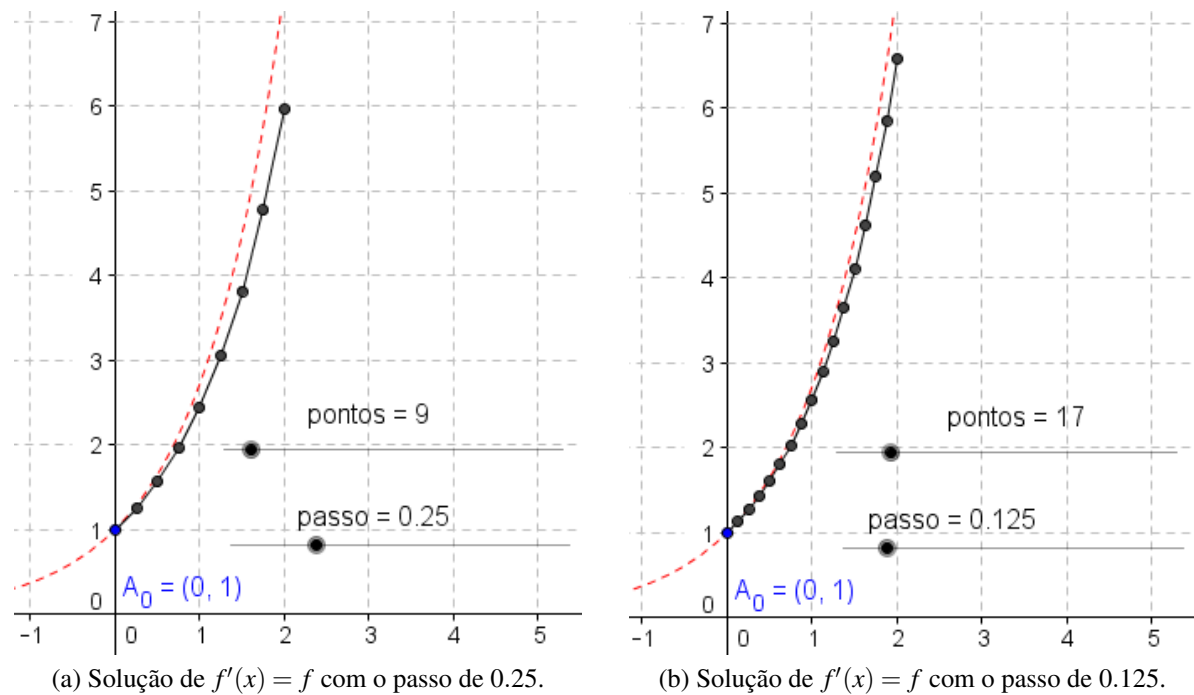 7
6
5
4
3
2
1
0
pontos = 9
passo = 0.25
A0 = (0, 1)
-1 0 1 2 3 4 5
(a) Solução de f′(x) = f com o passo de 0.25.
7
6
5
4
3
2
1
0
pontos = 17
passo = 0.125
A0 = (0, 1)
-1 0 1 2 3 4 5
(b) Solução de f′(x) = f com o passo de 0.125.